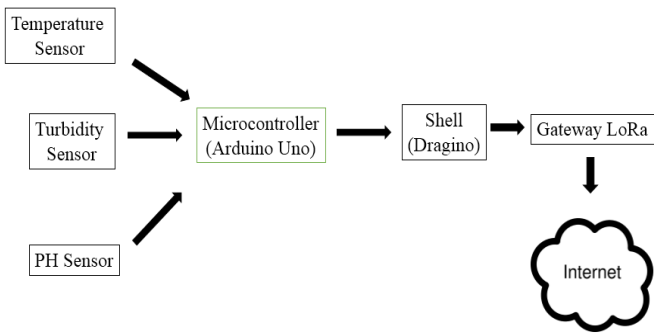 Temperature
Sensor
Turbidity
Sensor
PH Sensor
Microcontroller
(Arduino Uno)
Shell
(Dragino)
Gateway LoRa
Internet